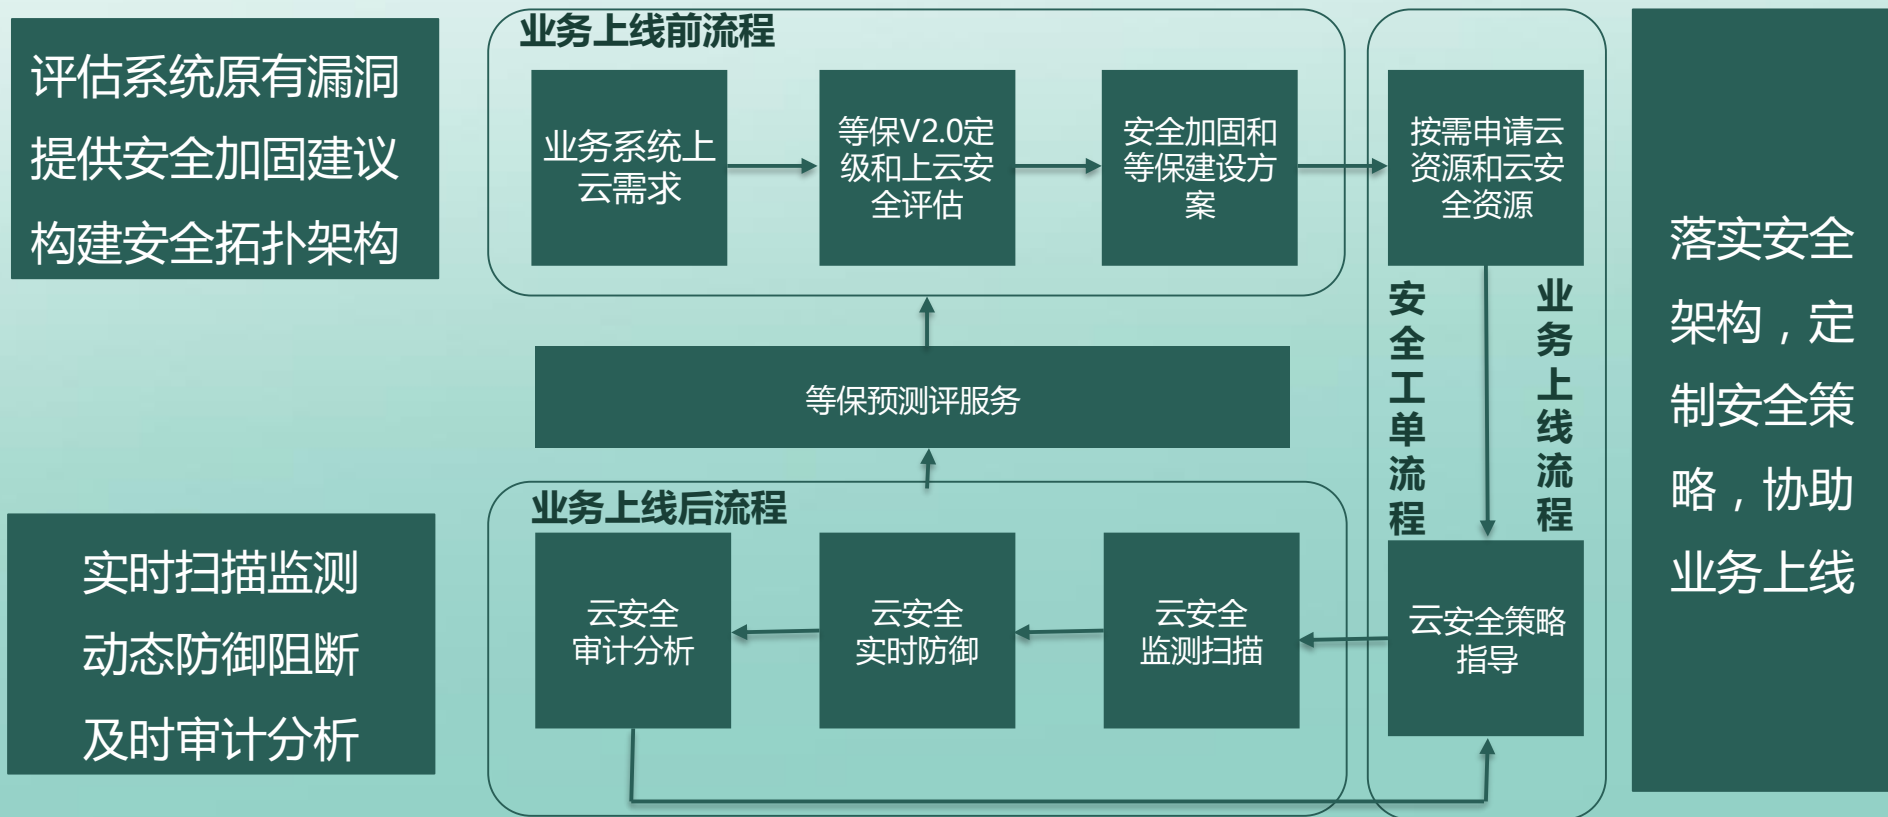 评估系统原有漏洞
提供安全加固建议
构建安全拓扑架构
业务上线前流程
业务系统上
云需求
等保V2.0定
级和上云安
全评估
安全加固和
等保建设方
案
按需申请云
资源和云安
全资源
安全工单流程
业务上线流程
落实安全
架构，定
制安全策
略，协助
业务上线
等保预测评服务
实时扫描监测
动态防御阻断
及时审计分析
业务上线后流程
云安全
审计分析
云安全
实时防御
云安全
监测扫描
云安全策略
指导